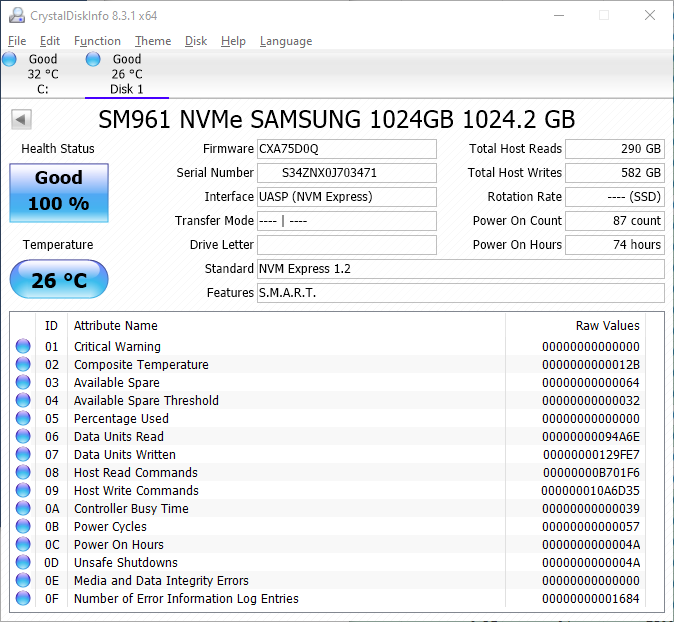 CrystalDiskInfo 8.3.1 x64
File Edit Function Theme Disk Help Language
Good Good
32 °C 26 °C
C: Disk 1
SM961 NVMe SAMSUNG 1024GB 1024.2 GB
Health Status Firmware CXA75D0Q Total Host Reads 290 GB
Good Serial Number S34ZNX0J703471 Total Host Writes 582 GB
100 % Interface UASP (NVM Express) Rotation Rate ---- (SSD)
Transfer Mode ---- | ---- Power On Count 87 count
Temperature Drive Letter Power On Hours 74 hours
26 °C Standard NVM Express 1.2
Features S.M.A.R.T.
ID Attribute Name Raw Values
01 Critical Warning 00000000000000
02 Composite Temperature 0000000000012B
03 Available Spare 00000000000064
04 Available Spare Threshold 00000000000032
05 Percentage Used 00000000000000
06 Data Units Read 00000000094A6E
07 Data Units Written 00000000129FE7
08 Host Read Commands 00000000B701F6
09 Host Write Commands 000000010A6D35
0A Controller Busy Time 00000000000039
0B Power Cycles 00000000000057
0C Power On Hours 0000000000004A
0D Unsafe Shutdowns 0000000000004A
0E Media and Data Integrity Errors 00000000000000
0F Number of Error Information Log Entries 00000000001684